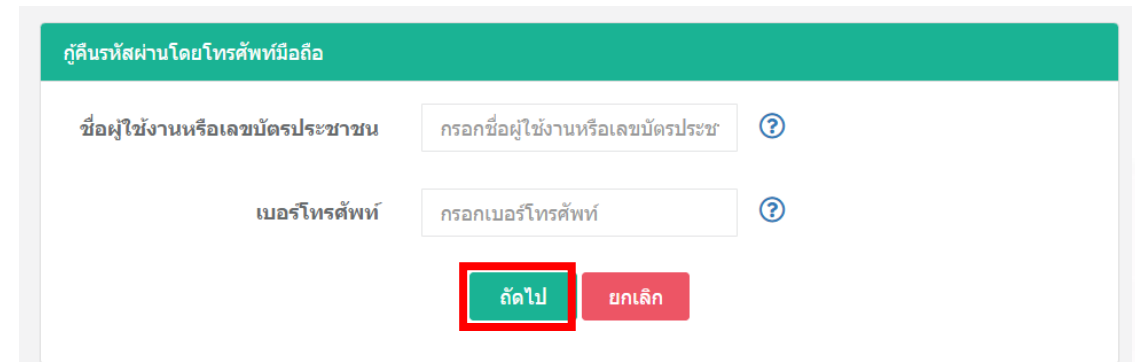 กู้คืนรหัสผ่านโดยโทรศัพท์มือถือ
ชื่อผู้ใช้งานหรือเลขบัตรประชาชน กรอกชื่อผู้ใช้งานหรือเลขบัตรประช
เบอร์โทรศัพท์ กรอกเบอร์โทรศัพท์
ถัดไป ยกเลิก